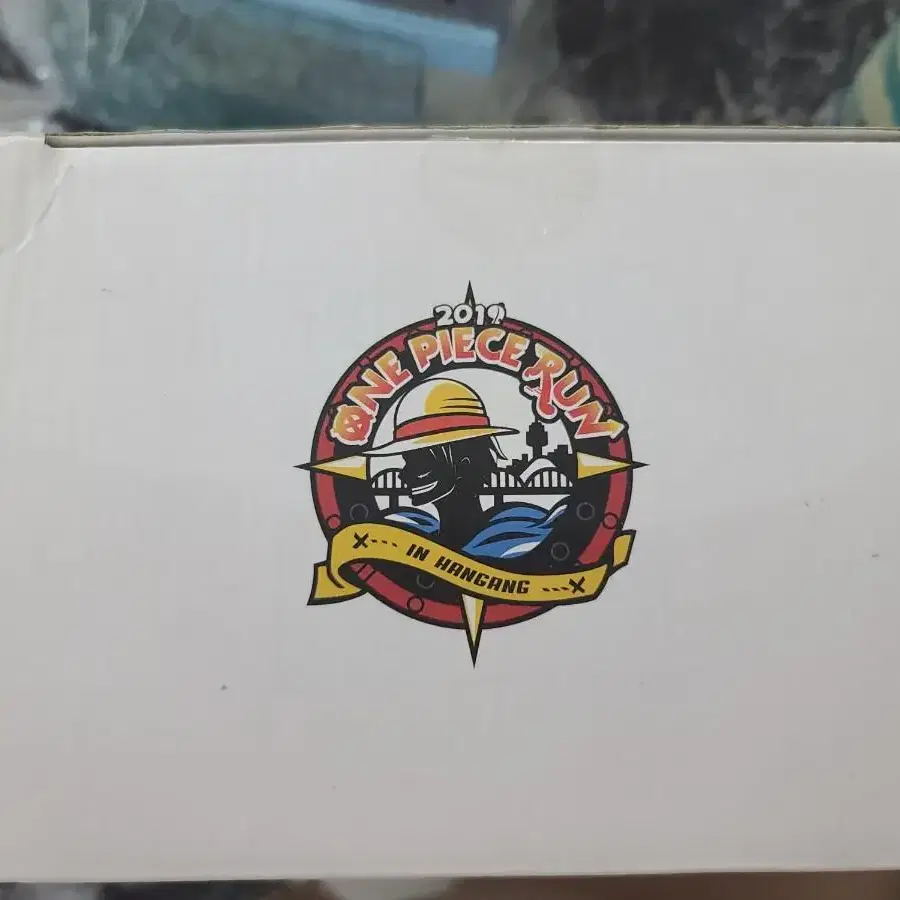 2019
ONE PIECE RUN
X--- IN HANGANG ---X